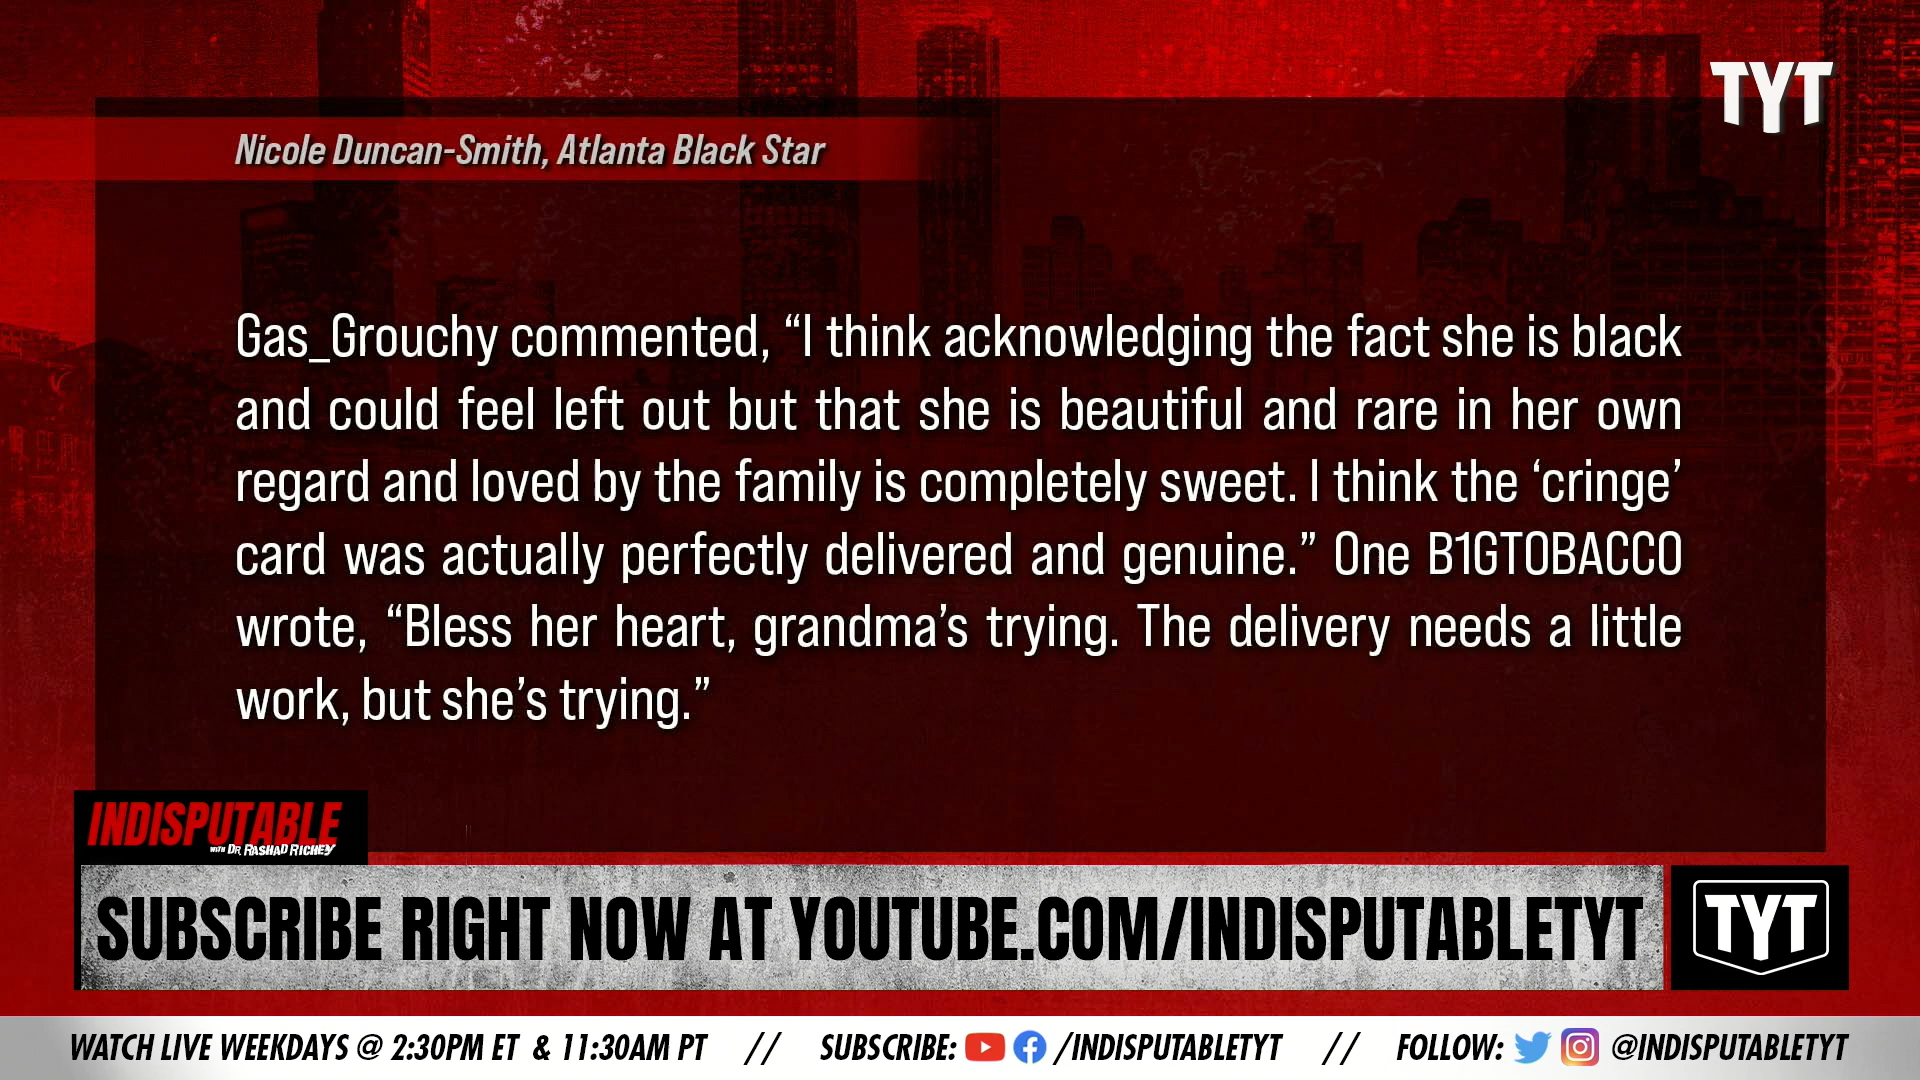 TYT
Nicole Duncan-Smith, Atlanta Black Star
Gas_Grouchy commented, “I think acknowledging the fact she is black
and could feel left out but that she is beautiful and rare in her own
regard and loved by the family is completely sweet. I think the ‘cringe’
card was actually perfectly delivered and genuine.” One B1GTOBACCO
wrote, “Bless her heart, grandma’s trying. The delivery needs a little
work, but she’s trying.”
INDISPUTABLE
WITH DR RASHAD RICHEY
SUBSCRIBE RIGHT NOW AT YOUTUBE.COM/INDISPUTABLETYT
TYT
WATCH LIVE WEEKDAYS @ 2:30PM ET & 11:30AM PT // SUBSCRIBE: /INDISPUTABLETYT // FOLLOW: @INDISPUTABLETYT